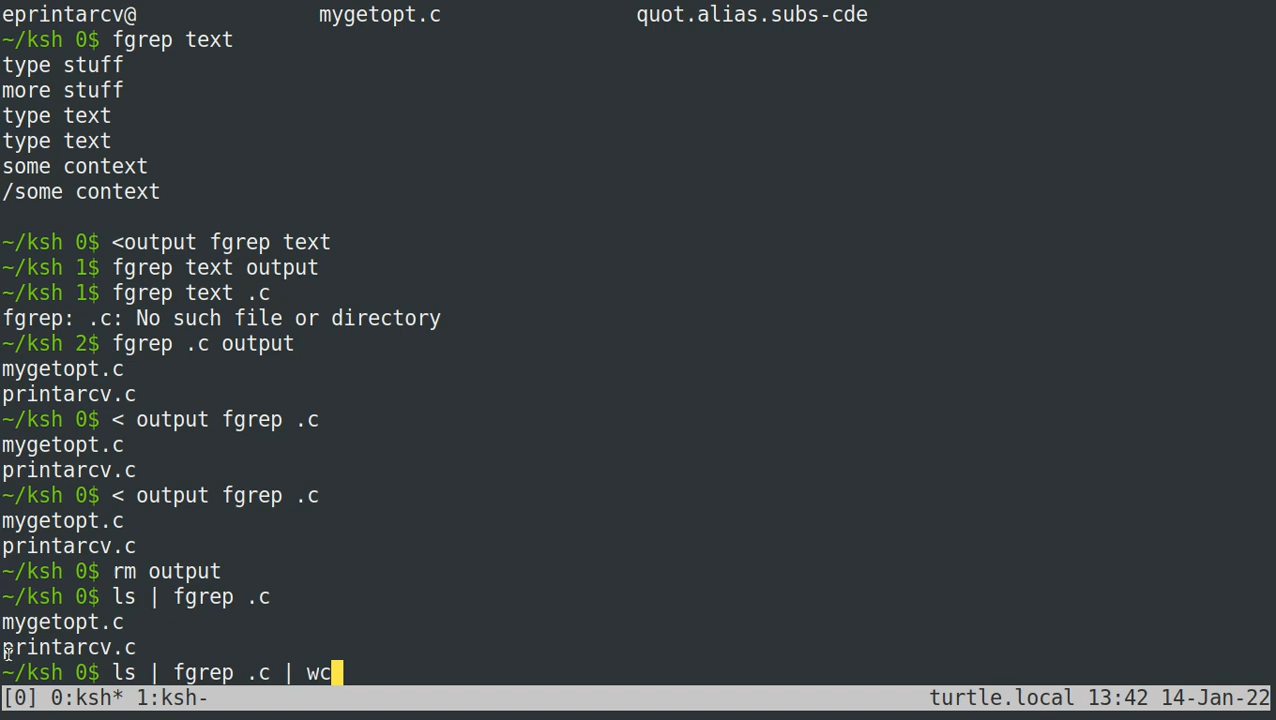 eprintarcv@ mygetopt.c quot.alias.subs-cde
~/ksh 0$ fgrep text
type stuff
more stuff
type text
type text
some context
/some context
~/ksh 0$ <output fgrep text
~/ksh 1$ fgrep text output
~/ksh 1$ fgrep text .c
fgrep: .c: No such file or directory
~/ksh 2$ fgrep .c output
mygetopt.c
printarcv.c
~/ksh 0$ < output fgrep .c
mygetopt.c
printarcv.c
~/ksh 0$ < output fgrep .c
mygetopt.c
printarcv.c
~/ksh 0$ rm output
~/ksh 0$ ls | fgrep .c
mygetopt.c
printarcv.c
~/ksh 0$ ls | fgrep .c | wc
[0] 0:ksh* 1:ksh- turtle.local 13:42 14-Jan-22